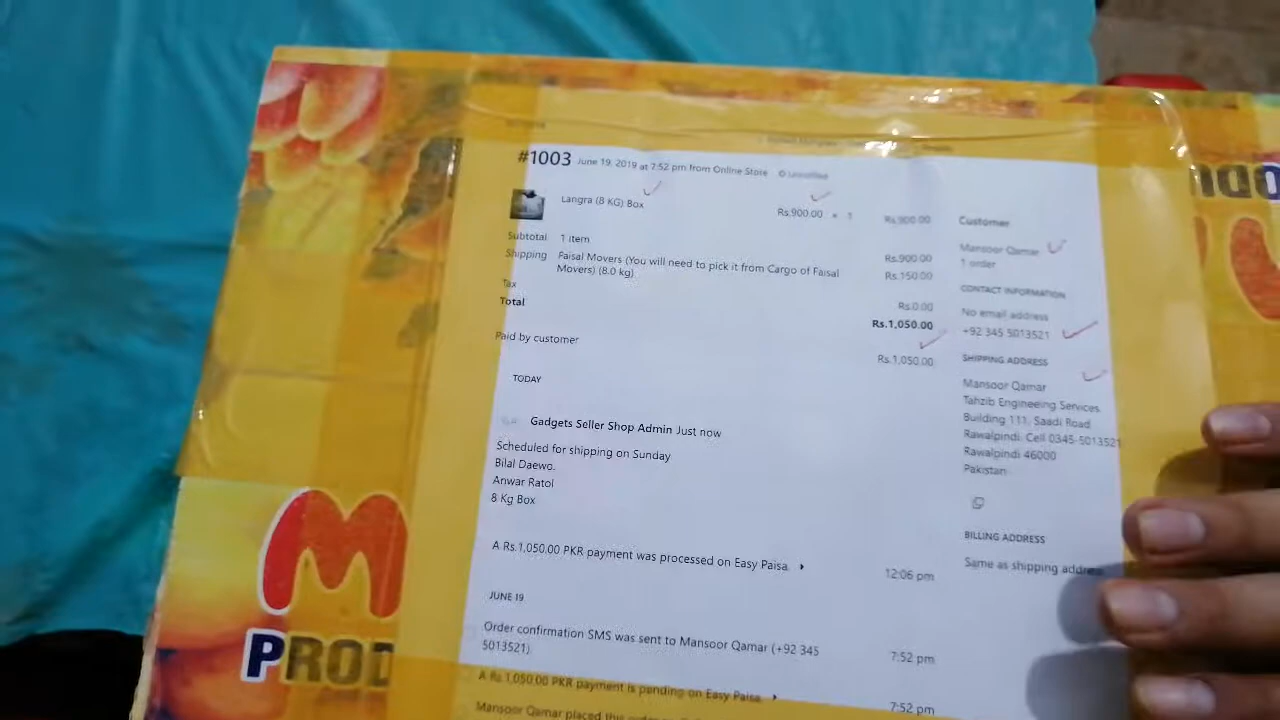 #1003 June 19, 2019 at 7:52 pm from Online Store
Langra (8 KG) Box Rs.900.00 × 1 Rs.900.00
Subtotal 1 item Rs.900.00
Shipping Faisal Movers (You will need to pick it from Cargo of Faisal Movers) (8.0 kg) Rs.150.00
Tax Rs.0.00
Total Rs.1,050.00
Paid by customer Rs.1,050.00
TODAY
Gadgets Seller Shop Admin Just now
Scheduled for shipping on Sunday
Bilal Daewo.
Anwar Ratol
8 Kg Box
A Rs.1,050.00 PKR payment was processed on Easy Paisa. 12:06 pm
JUNE 19
Order confirmation SMS was sent to Mansoor Qamar (+92 345
5013521). 7:52 pm
A Rs.1,050.00 PKR payment is pending on Easy Paisa. 7:52 pm
Mansoor Qamar placed this order
Customer
Mansoor Qamar
1 order
CONTACT INFORMATION
No email address
+92 345 5013521
SHIPPING ADDRESS
Mansoor Qamar
Tahzib Engineeing Services
Building 111, Saadi Road
Rawalpindi. Cell 0345-5013521
Rawalpindi 46000
Pakistan
BILLING ADDRESS
Same as shipping address
M
PROD